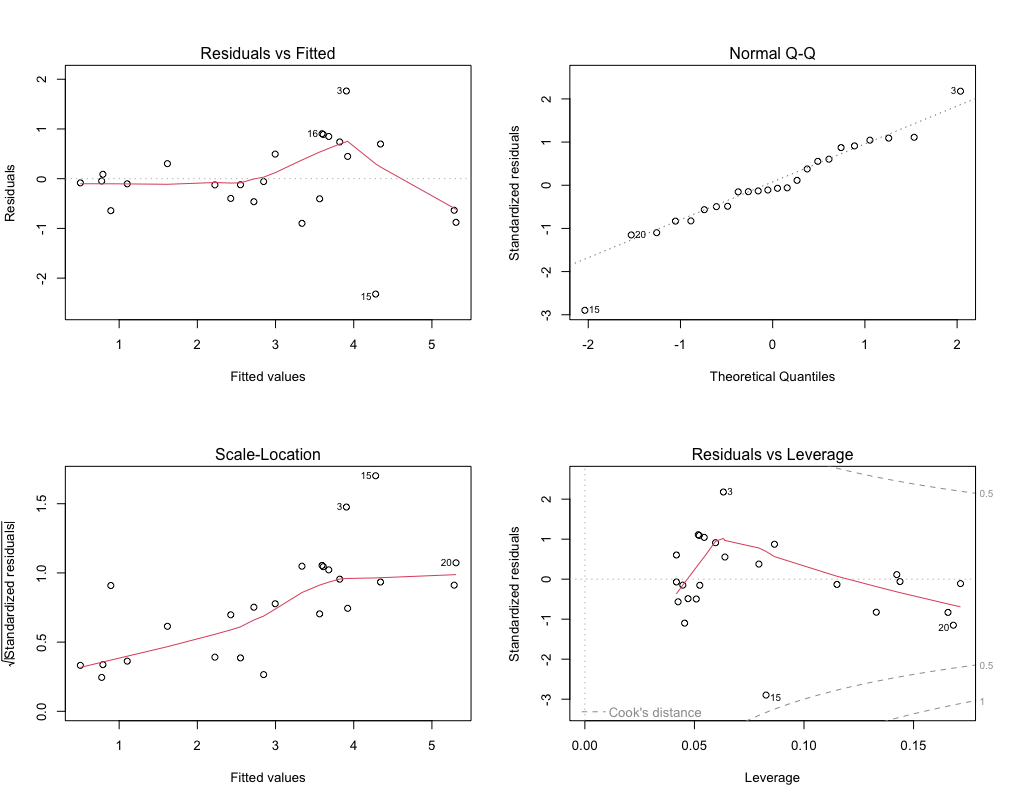 Residuals vs Fitted
Residuals
2
1
0
-1
-2
3
16
15
1 2 3 4 5
Fitted values
Normal Q-Q
Standardized residuals
2
1
0
-1
-2
-3
3
20
15
-2 -1 0 1 2
Theoretical Quantiles
Scale-Location
√|Standardized residuals|
1.5
1.0
0.5
0.0
15
3
20
1 2 3 4 5
Fitted values
Residuals vs Leverage
Standardized residuals
2
1
0
-1
-2
-3
3
20
15
0.5
0.5
1
Cook's distance
0.00 0.05 0.10 0.15
Leverage